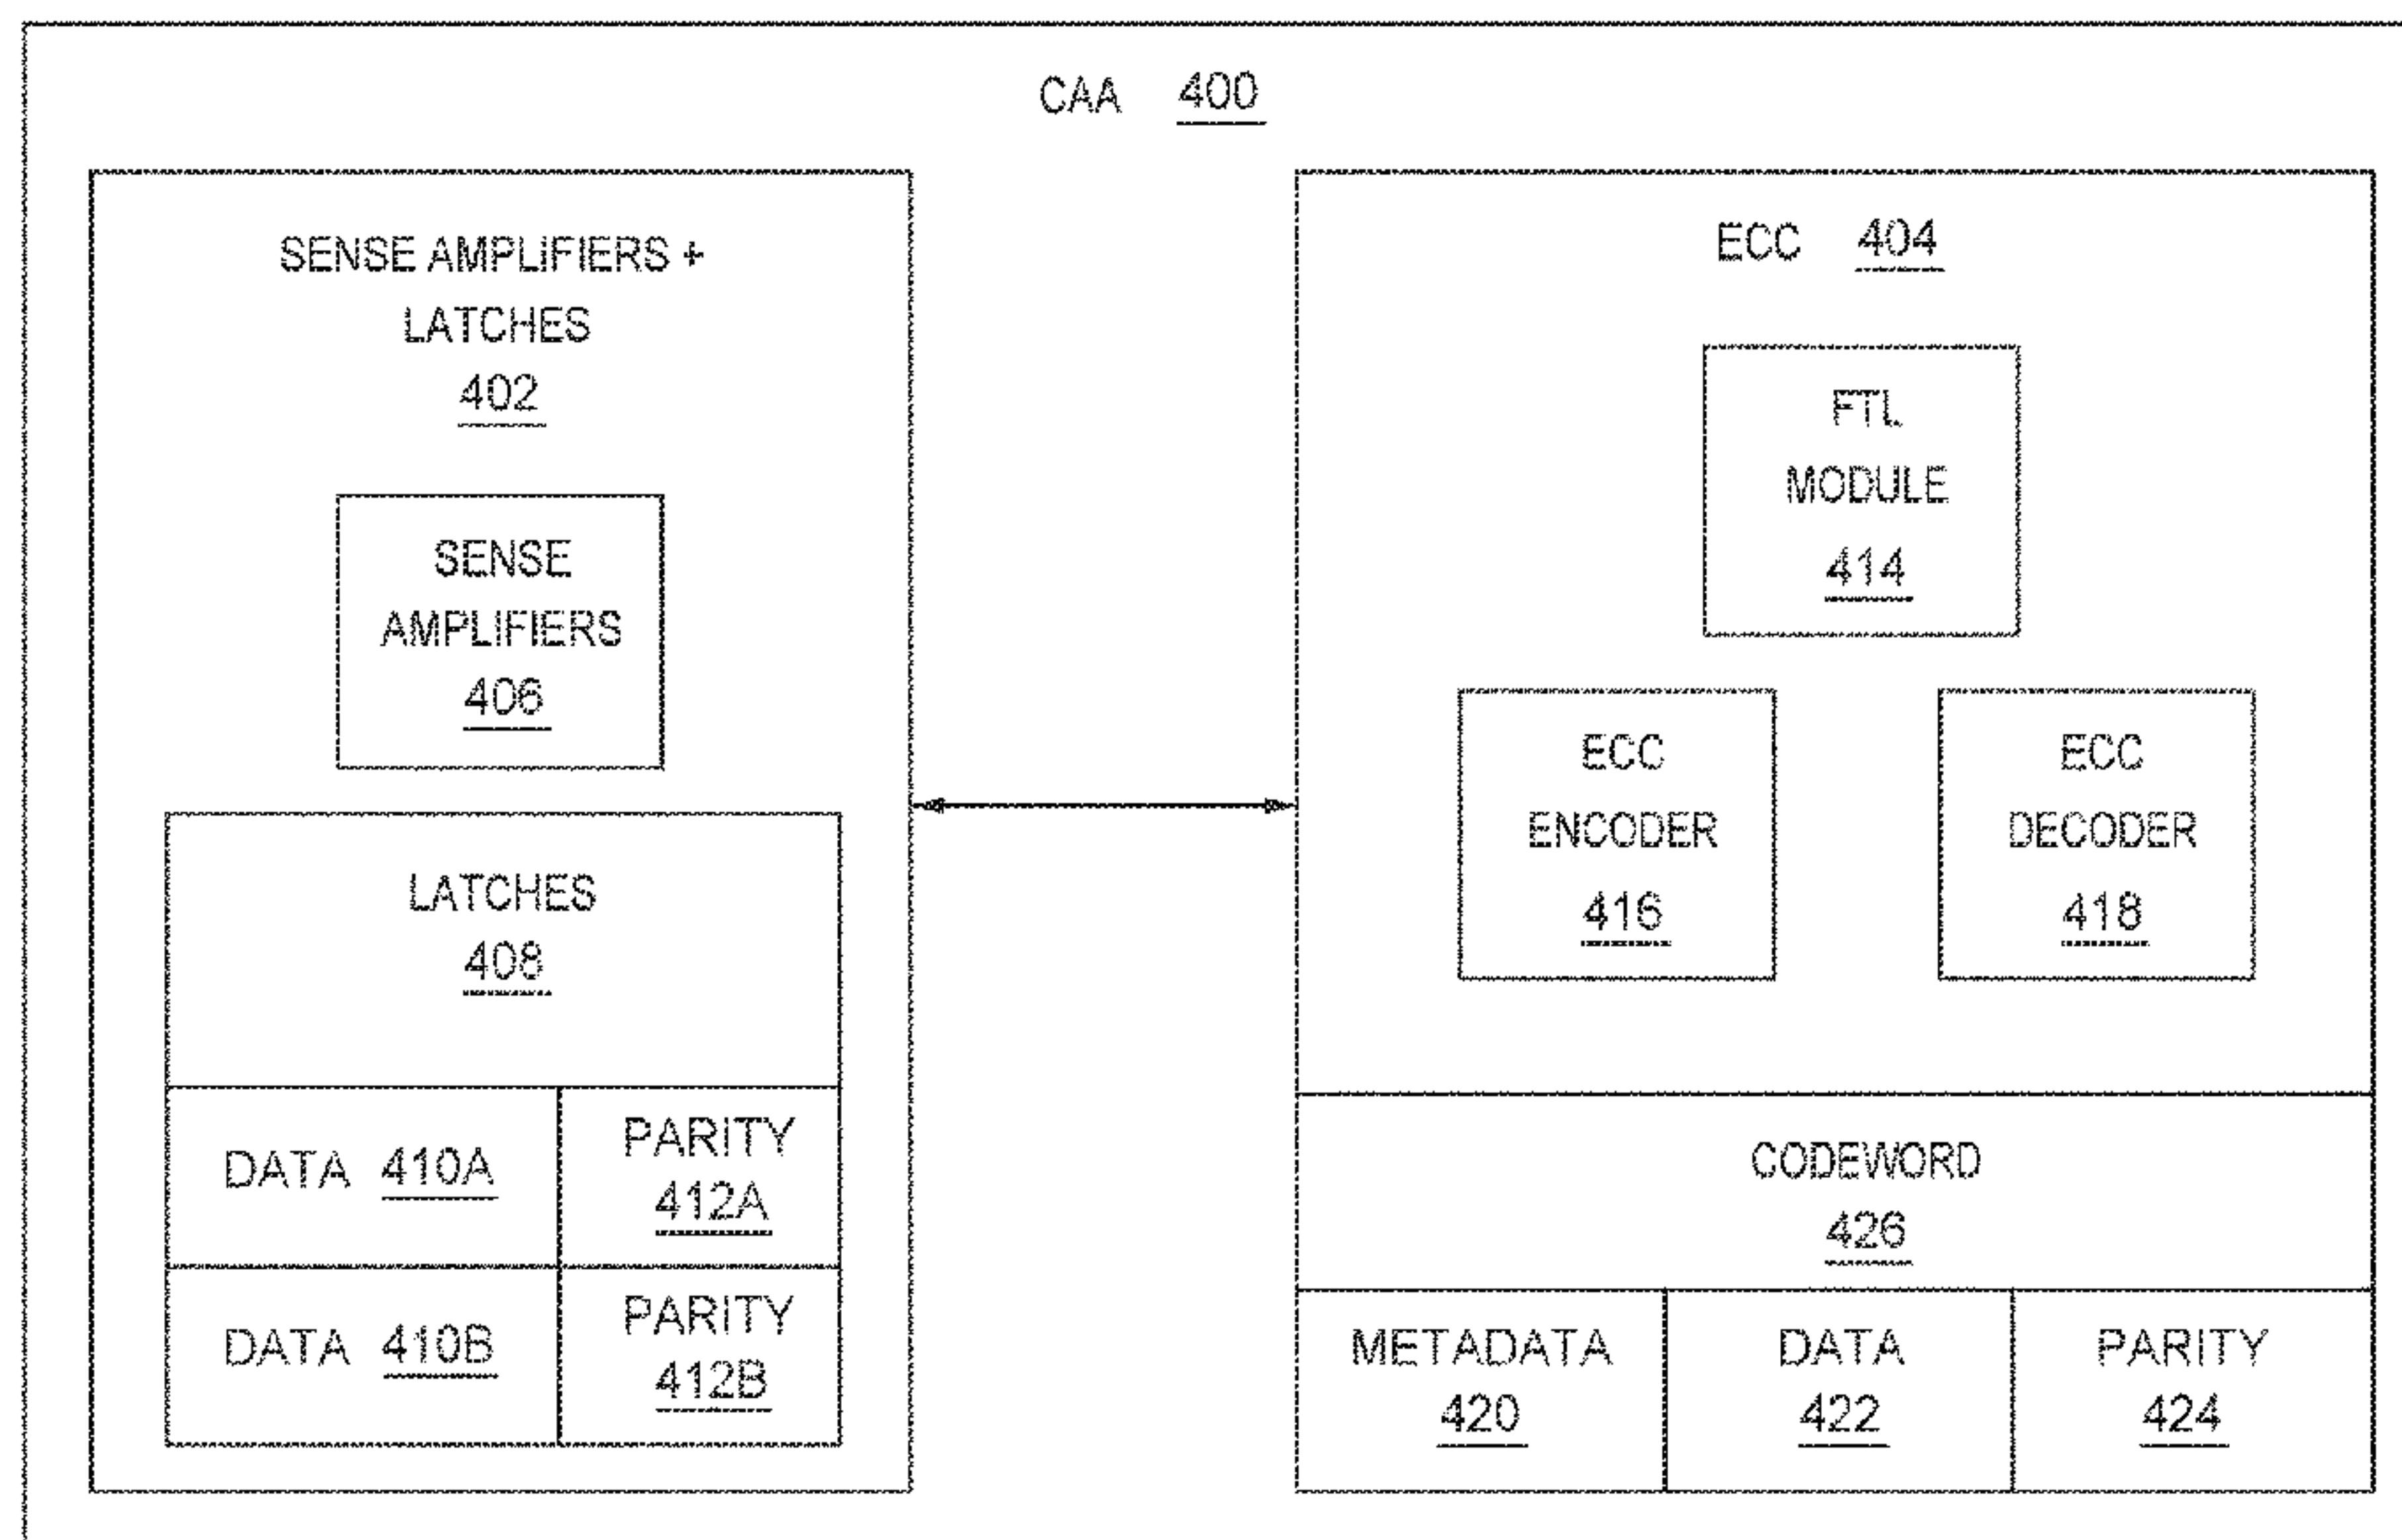 CAA 400
SENSE AMPLIFIERS +
LATCHES
402
SENSE
AMPLIFIERS
406
LATCHES
408
DATA 410A
PARITY
412A
DATA 410B
PARITY
412B
ECC 404
FTL
MODULE
414
ECC
ENCODER
416
ECC
DECODER
418
CODEWORD
426
METADATA
420
DATA
422
PARITY
424